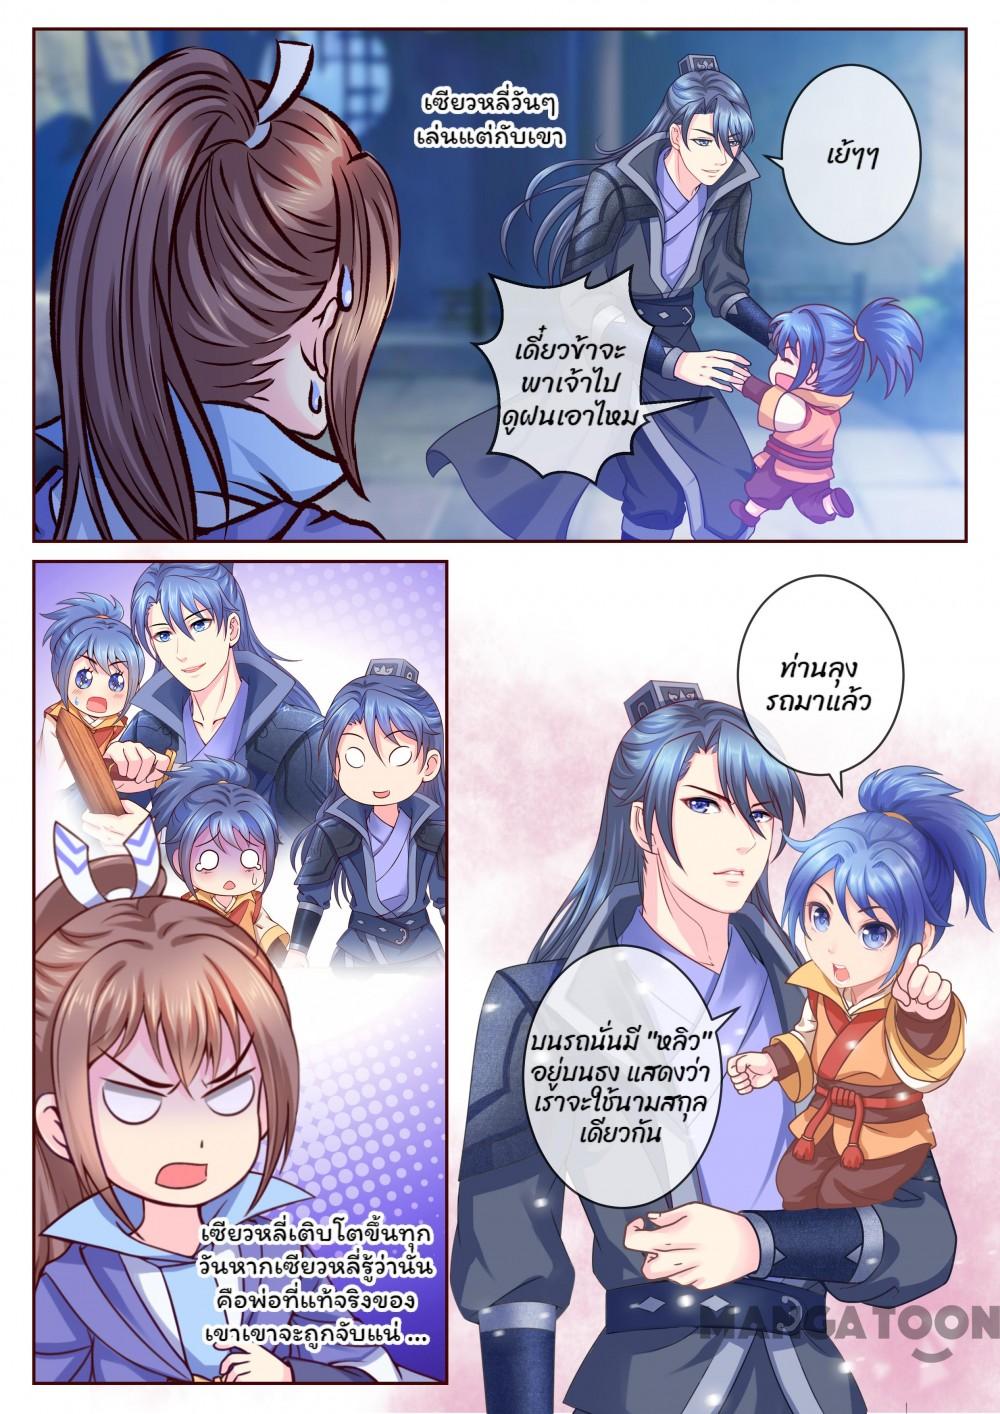 เซียวหลี่วันๆ
เล่นแต่กับเขา
เย้ๆๆ
เดี๋ยวข้าจะ
พาเจ้าไป
ดูฝนเอาไหม
ท่านลุง
รถมาแล้ว
บนรถนั่นมี "หลิว"
อยู่บนธง แสดงว่า
เราจะใช้นามสกุล
เดียวกัน
เซียวหลี่เติบโตขึ้นทุก
วันหากเซียวหลี่รู้ว่านั่น
คือพ่อที่แท้จริงของ
เขาเขาจะถูกจับแน่ ...
MANGATOON